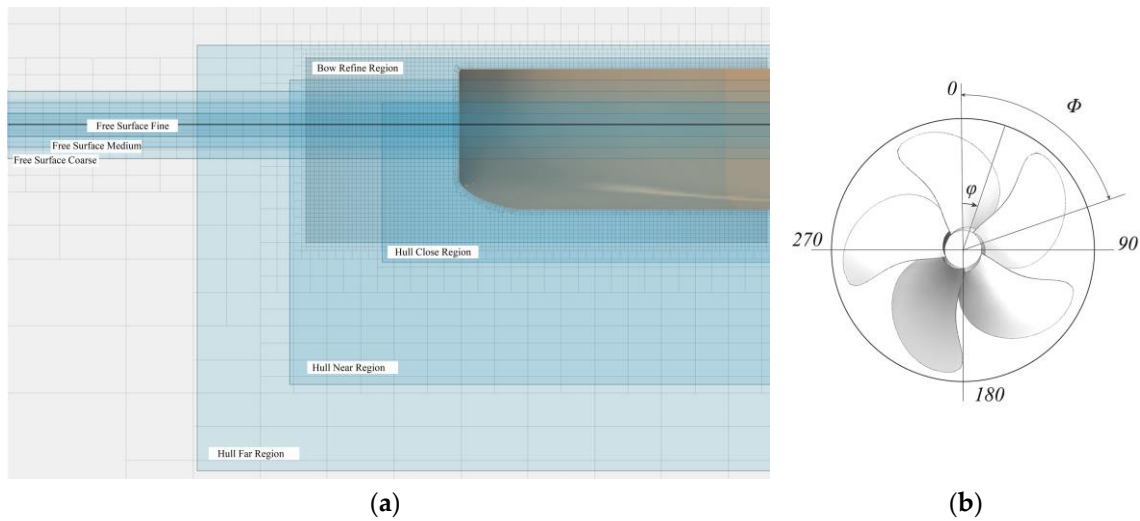 Bow Refine Region
Free Surface Fine
Free Surface Medium
Free Surface Coarse
Hull Close Region
Hull Near Region
Hull Far Region
(a)
0
Φ
φ
270
90
180
(b)